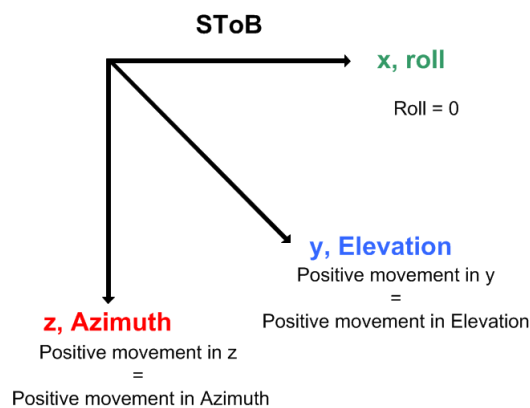 SToB
x, roll
Roll = 0
y, Elevation
Positive movement in y
=
Positive movement in Elevation
z, Azimuth
Positive movement in z
=
Positive movement in Azimuth